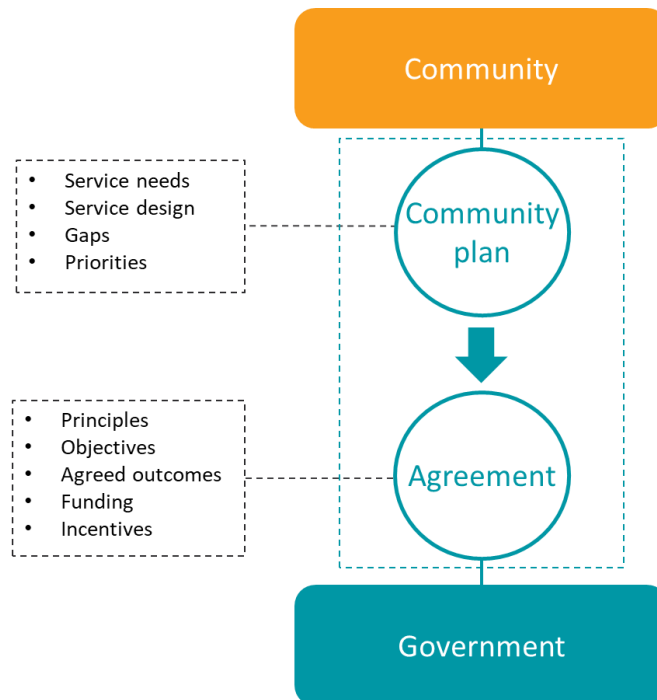 Community
• Service needs
• Service design
• Gaps
• Priorities
Community
plan
• Principles
• Objectives
• Agreed outcomes
• Funding
• Incentives
Agreement
Government